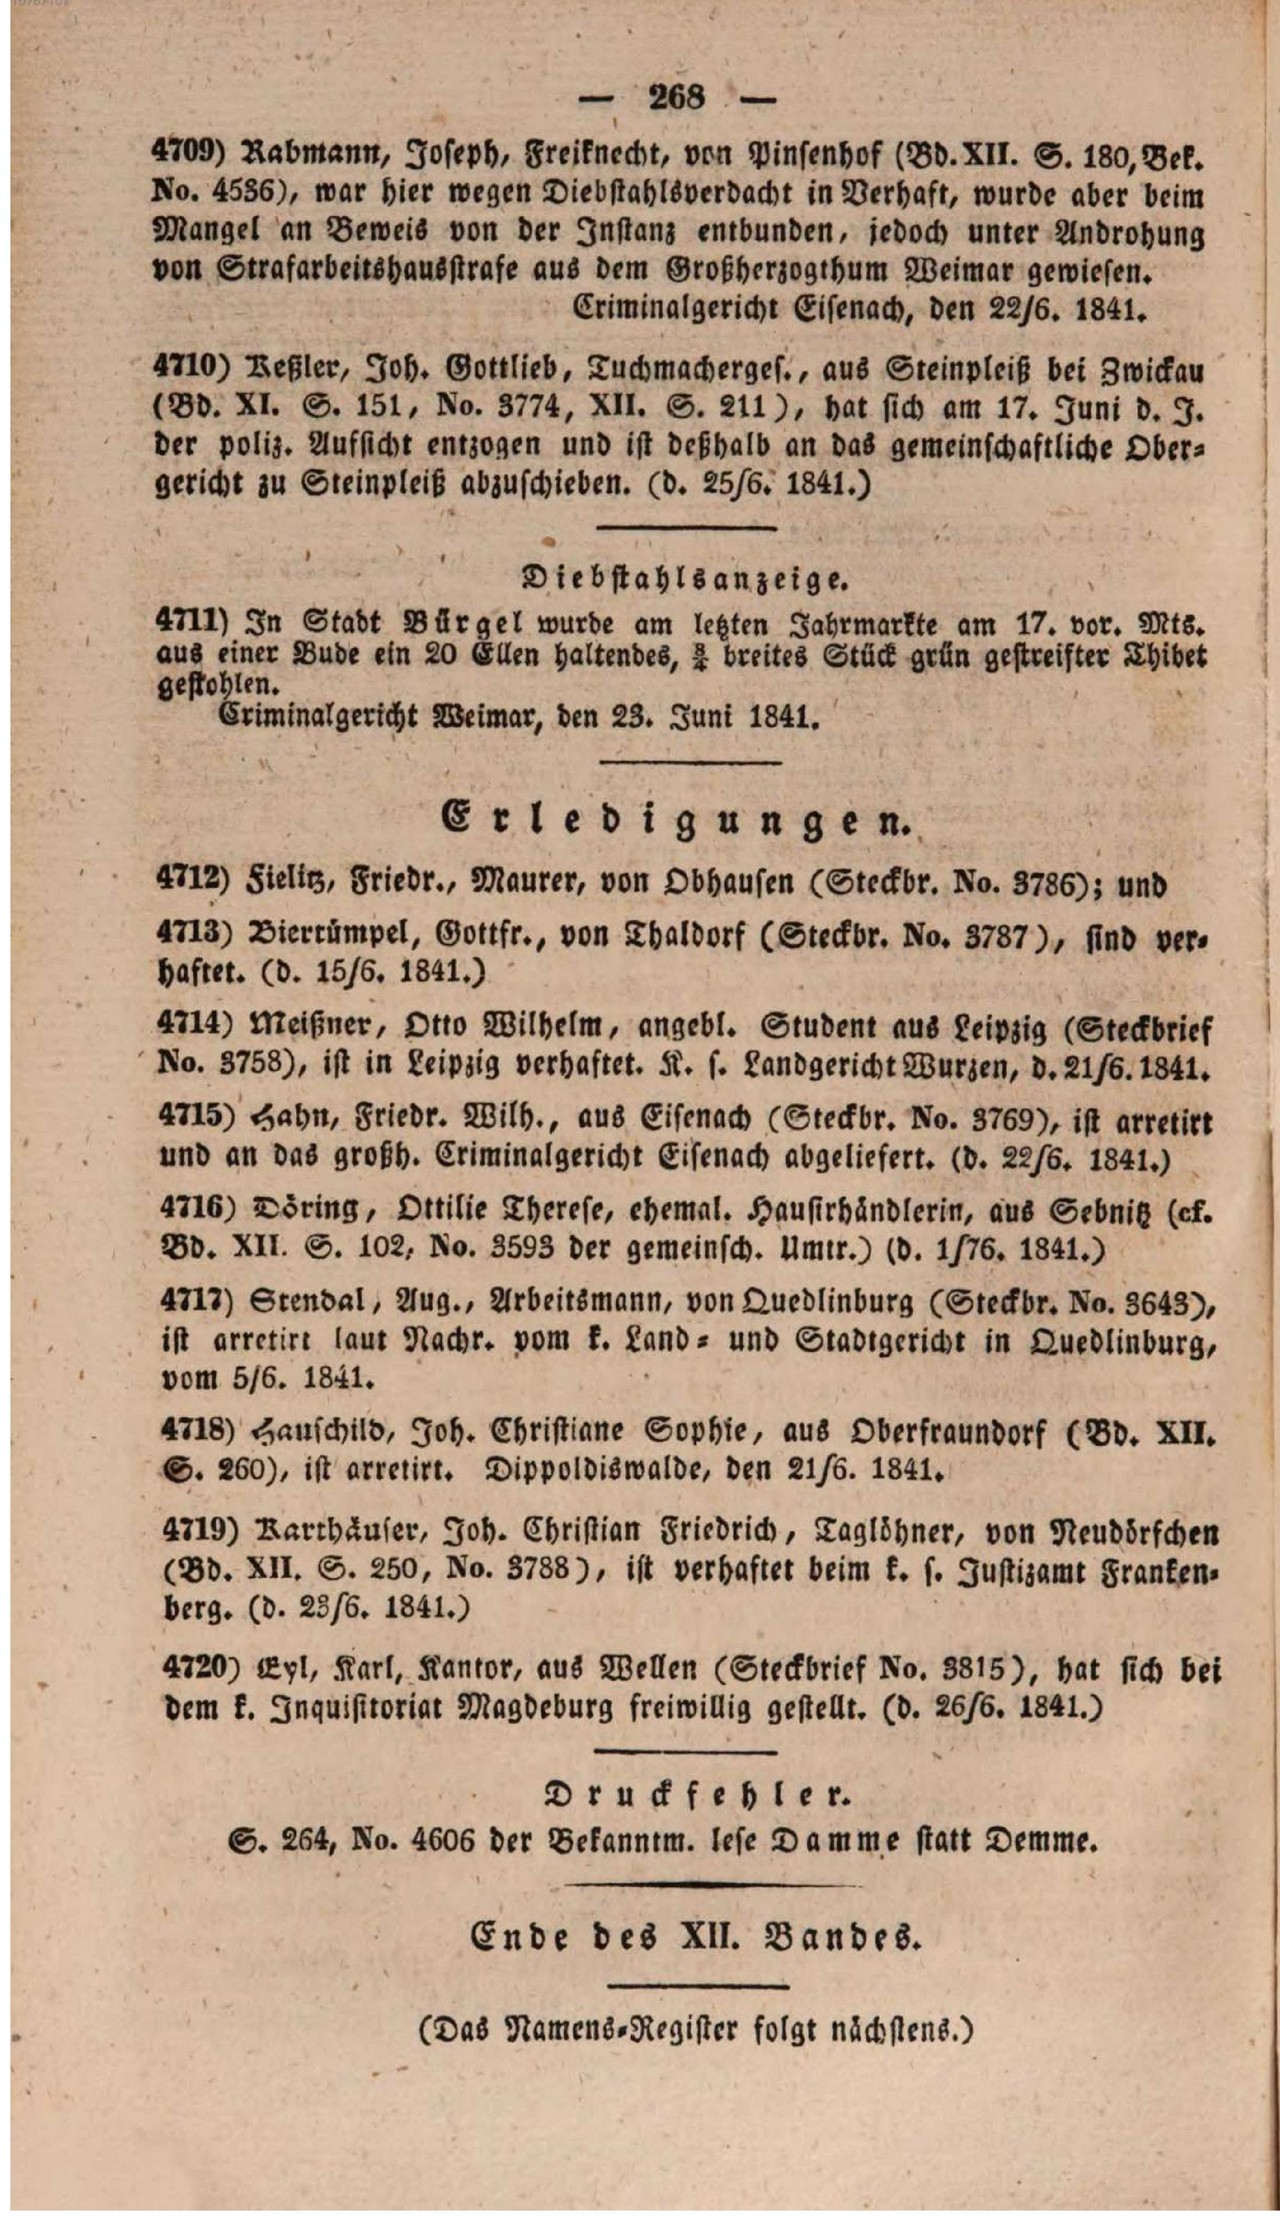 — 268 —
4709) Rabmann, Joseph, Freiknecht, von Pinsenhof (Bd. XII. S. 180, Bek.
No. 4536), war hier wegen Diebstahlsverdacht in Verhaft, wurde aber beim
Mangel an Beweis von der Instanz entbunden, jedoch unter Androhung
von Strafarbeitshausstrafe aus dem Großherzogthum Weimar gewiesen.
Criminalgericht Eisenach, den 22/6. 1841.
4710) Keßler, Joh. Gottlieb, Tuchmacherges., aus Steinpleiß bei Zwickau
(Bd. XI. S. 151, No. 3774, XII. S. 211), hat sich am 17. Juni d. J.
der poliz. Aufsicht entzogen und ist deßhalb an das gemeinschaftliche Ober-
gericht zu Steinpleiß abzuschieben. (d. 25/6. 1841.)
Diebstahlsanzeige.
4711) In Stadt Bürgel wurde am letzten Jahrmarkte am 17. vor. Mts.
aus einer Bude ein 20 Ellen haltendes, breites Stück grün gestreifter Thibet
gestohlen.
Criminalgericht Weimar, den 23. Juni 1841.
Erledigungen.
4712) Fielitz, Friedr., Maurer, von Obhausen (Steckbr. No. 3786); und
4713) Biertümpel, Gottfr., von Thaldorf (Steckbr. No. 3787), sind ver-
haftet. (d. 15/6. 1841.)
4714) Meißner, Otto Wilhelm, angebl. Student aus Leipzig (Steckbrief
No. 3758), ist in Leipzig verhaftet. K. s. Landgericht Wurzen, d. 21/6. 1841.
4715) Hahn, Friedr. Wilh., aus Eisenach (Steckbr. No. 3769), ist arretirt
und an das großh. Criminalgericht Eisenach abgeliefert. (d. 22/6. 1841.)
4716) Döring, Ottilie Therese, ehemal. Hausirhändlerin, aus Sebnitz (cf.
Bd. XII. S. 102, No. 3593 der gemeinsch. Umtr.) (d. 1/76. 1841.)
4717) Stendal, Aug., Arbeitsmann, von Quedlinburg (Steckbr. No. 3643),
ist arretirt laut Nachr. vom k. Land- und Stadtgericht in Quedlinburg,
vom 5/6. 1841.
4718) Hauschild, Joh. Christiane Sophie, aus Oberfraundorf (Bd. XII.
S. 260), ist arretirt. Dippoldiswalde, den 21/6. 1841.
4719) Karthäuser, Joh. Christian Friedrich, Taglöhner, von Neudörfchen
(Bd. XII. S. 250, No. 3788), ist verhaftet beim k. s. Justizamt Franken-
berg. (d. 23/6. 1841.)
4720) Eyl, Karl, Kantor, aus Wellen (Steckbrief No. 3815), hat sich bei
dem k. Inquisitoriat Magdeburg freiwillig gestellt. (d. 26/6. 1841.)
Druckfehler.
S. 264, No. 4606 der Bekanntm. lese Damme statt Demme.
Ende des XII. Bandes.
(Das Namens-Register folgt nächstens.)